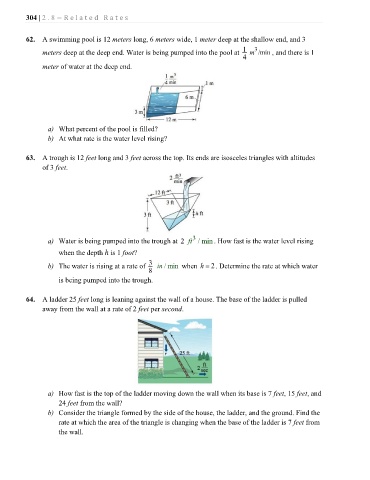 304 | 2 . 8 – R e l a t e d   R a t e s
62. A swimming pool is 12 meters long, 6 meters wide, 1 meter deep at the shallow end, and 3
meters deep at the deep end. Water is being pumped into the pool at 1/4 m³/min , and there is 1
meter of water at the deep end.
1/4 m³/min
1 m
6 m
3 m
12 m
a) What percent of the pool is filled?
b) At what rate is the water level rising?
63. A trough is 12 feet long and 3 feet across the top. Its ends are isosceles triangles with altitudes
of 3 feet.
2 ft³/min
12 ft
3 ft
3 ft
h ft
a) Water is being pumped into the trough at 2 ft³ / min . How fast is the water level rising
when the depth h is 1 foot?
b) The water is rising at a rate of 3/8 in / min when h = 2 . Determine the rate at which water
is being pumped into the trough.
64. A ladder 25 feet long is leaning against the wall of a house. The base of the ladder is pulled
away from the wall at a rate of 2 feet per second.
25 ft
2 ft/sec
a) How fast is the top of the ladder moving down the wall when its base is 7 feet, 15 feet, and
24 feet from the wall?
b) Consider the triangle formed by the side of the house, the ladder, and the ground. Find the
rate at which the area of the triangle is changing when the base of the ladder is 7 feet from
the wall.